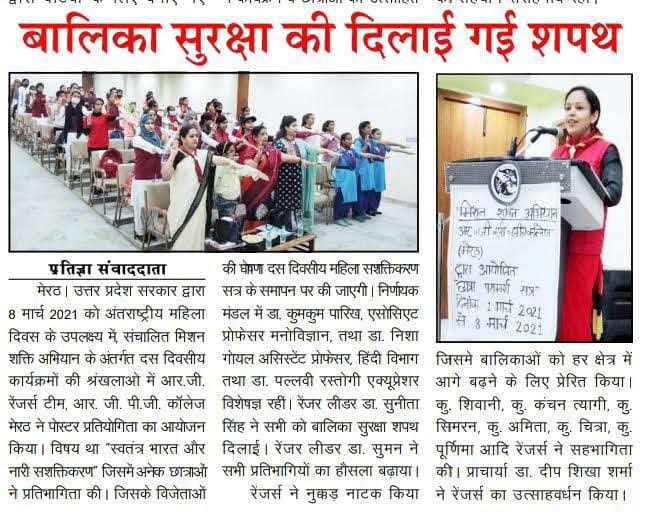 बालिका सुरक्षा की दिलाई गई शपथ
प्रतिज्ञा संवाददाता
मेरठ। उत्तर प्रदेश सरकार द्वारा
8 मार्च 2021 को अंतराष्ट्रीय महिला
दिवस के उपलक्ष्य में, संचालित मिशन
शक्ति अभियान के अंतर्गत दस दिवसीय
कार्यक्रमों की श्रंखलाओ में आर.जी.
रेंजर्स टीम, आर. जी. पी.जी. कॉलेज
मेरठ ने पोस्टर प्रतियोगिता का आयोजन
किया। विषय था "स्वतंत्र भारत और
नारी सशक्तिकरण" जिसमें अनेक छात्राओं
ने प्रतिभागिता की। जिसके विजेताओं
की घोषणा दस दिवसीय महिला सशक्तिकरण
सत्र के समापन पर की जाएगी। निर्णायक
मंडल में डा. कुमकुम पारिख, एसोसिएट
प्रोफेसर मनोविज्ञान, तथा डा. निशा
गोयल असिस्टेंट प्रोफेसर, हिंदी विभाग
तथा डा. पल्लवी रस्तोगी एक्यूप्रेशर
विशेषज्ञ रहीं। रेंजर लीडर डा. सुनीता
सिंह ने सभी को बालिका सुरक्षा शपथ
दिलाई। रेंजर लीडर डा. सुमन ने
सभी प्रतिभागियों का हौसला बढ़ाया।
रेंजर्स ने नुक्कड़ नाटक किया
"मिशन शक्ति अभियान"
(मेरठ)
द्वारा आयोजित
"छात्रा परामर्श सत्र"
दिनांक 1 मार्च 2021
से 8 मार्च 2021
जिसमे बालिकाओं को हर क्षेत्र में
आगे बढ़ने के लिए प्रेरित किया।
कु. शिवानी, कु. कंचन त्यागी, कु.
सिमरन, कु. अमिता, कु. चित्रा, कु.
पूर्णिमा आदि रेंजर्स ने सहभागिता
की। प्राचार्या डा. दीप शिखा शर्मा
ने रेंजर्स का उत्साहवर्धन किया।